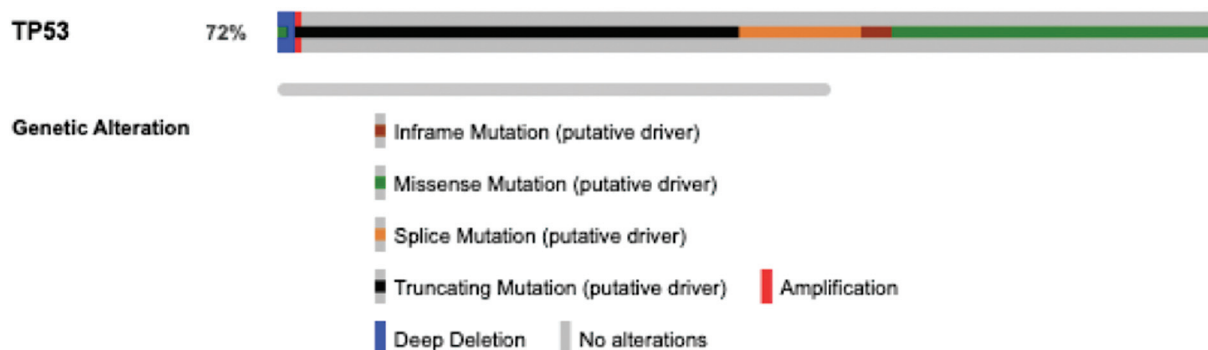 TP53 72%
Genetic Alteration
Inframe Mutation (putative driver)
Missense Mutation (putative driver)
Splice Mutation (putative driver)
Truncating Mutation (putative driver) Amplification
Deep Deletion No alterations